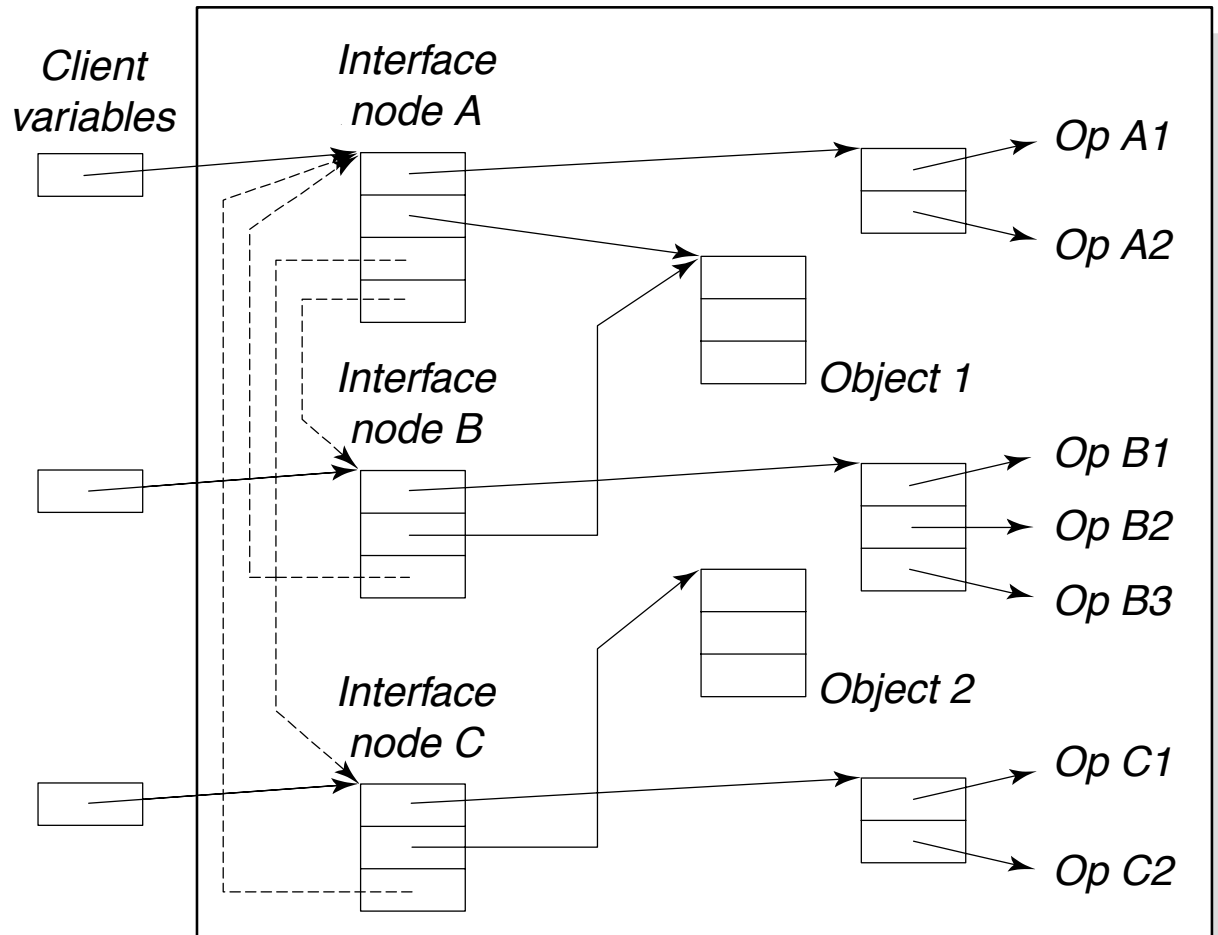 Client
variables
Interface
node A
Op A1
Op A2
Object 1
Interface
node B
Op B1
Op B2
Op B3
Object 2
Interface
node C
Op C1
Op C2